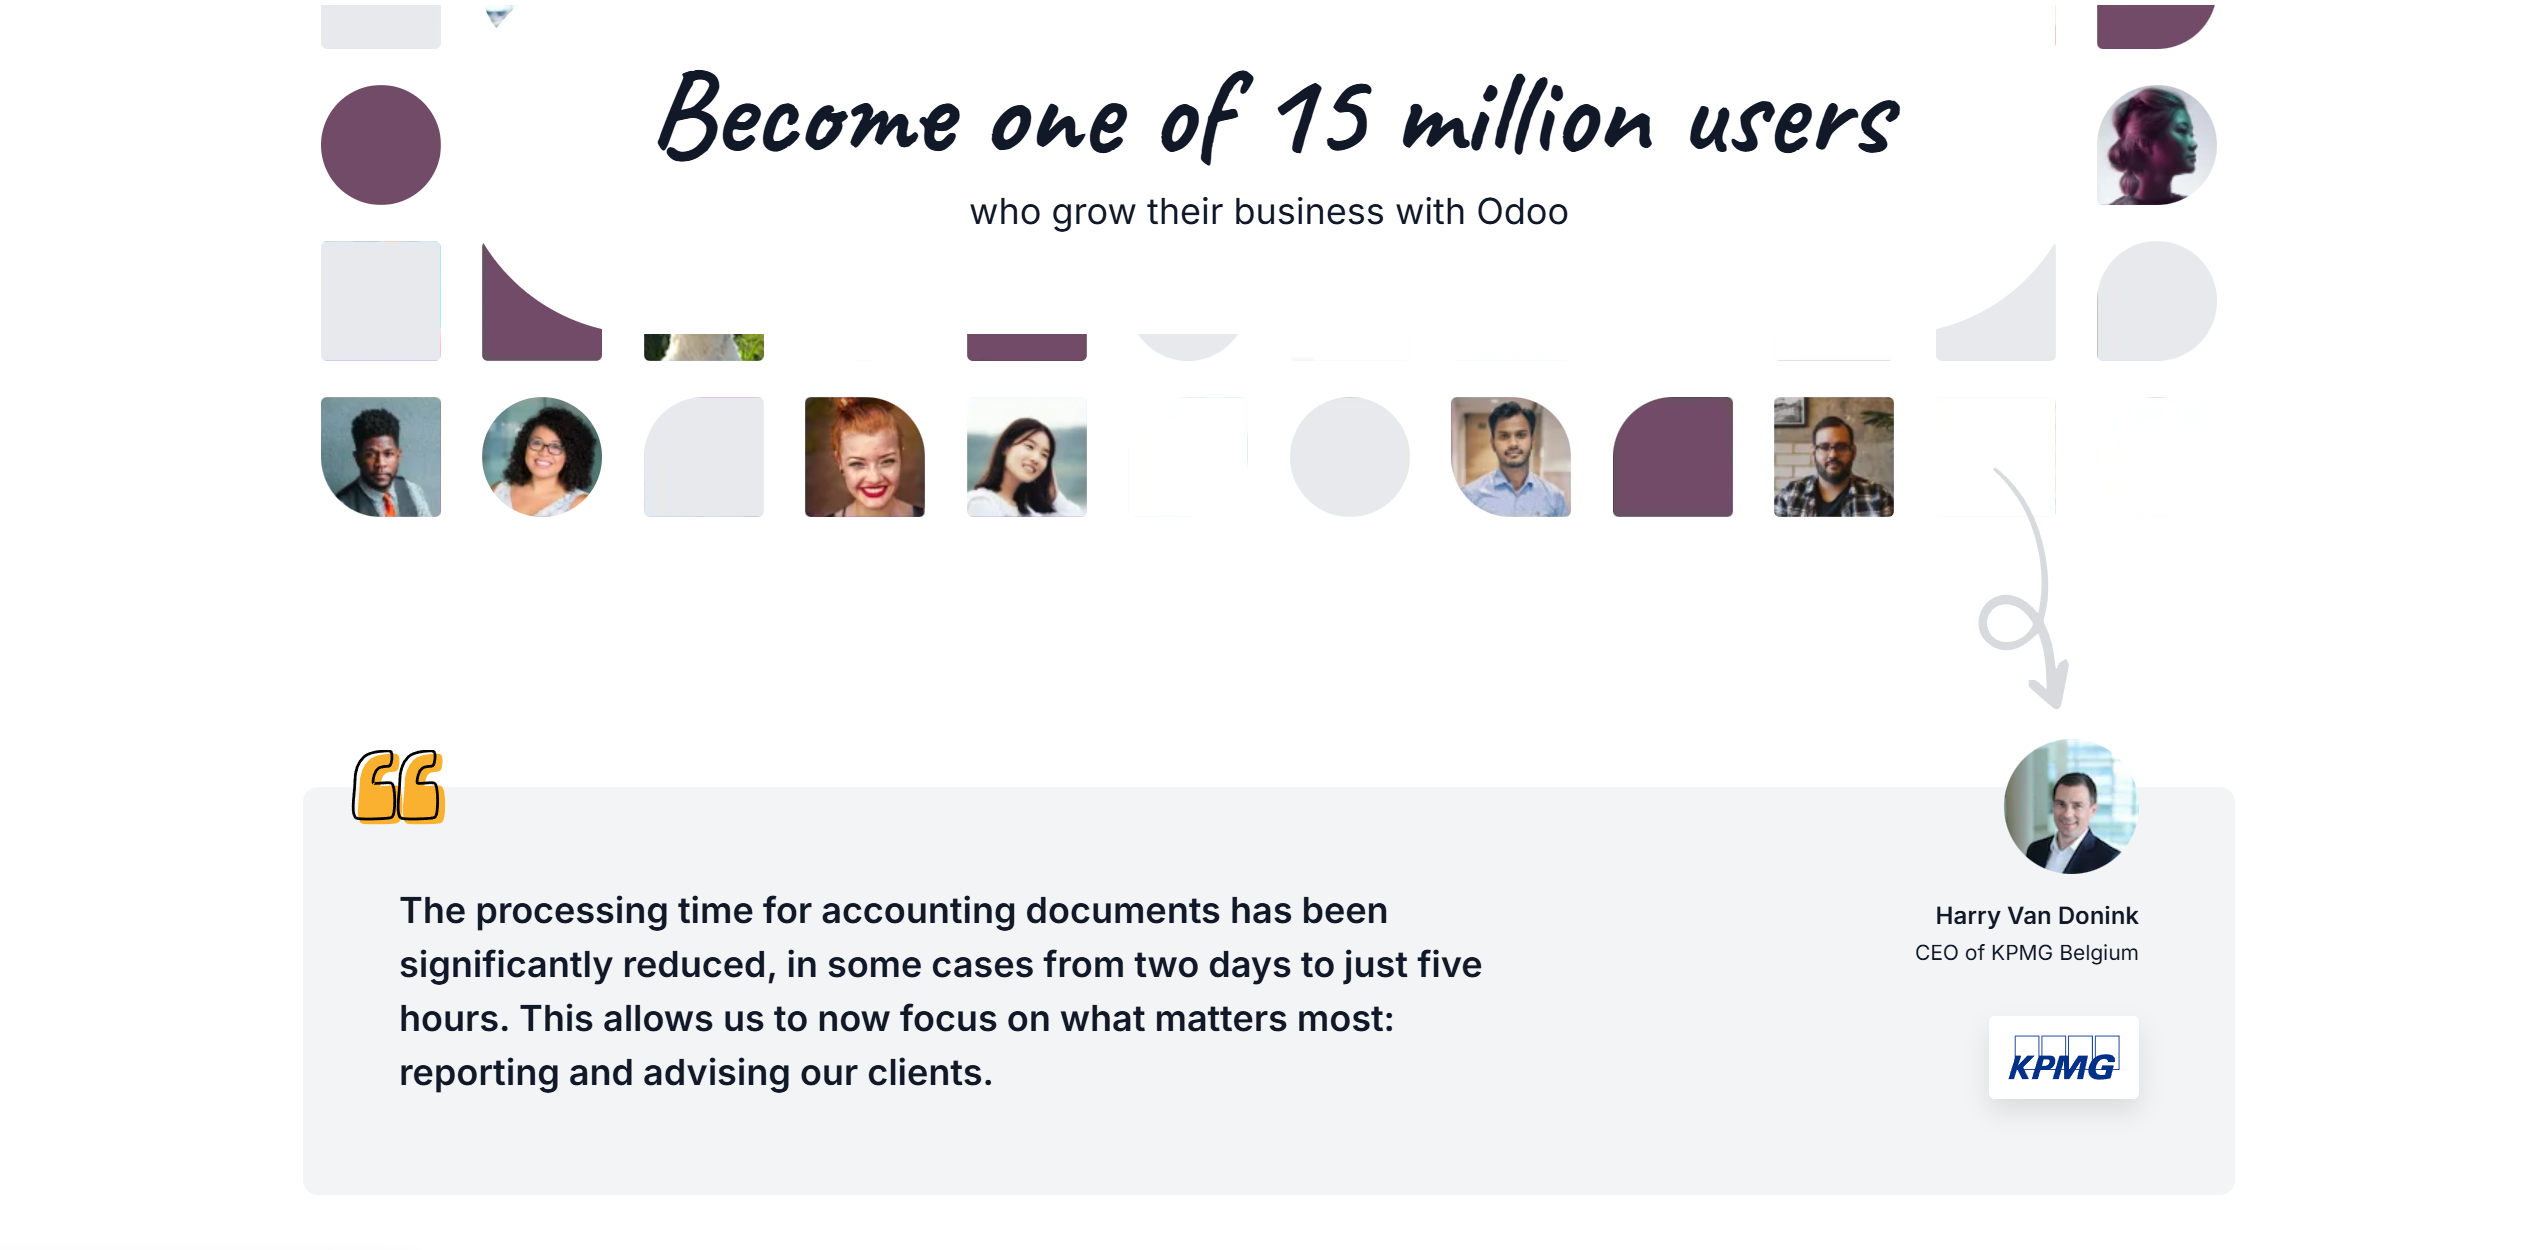 Become one of 15 million users
who grow their business with Odoo
The processing time for accounting documents has been
significantly reduced, in some cases from two days to just five
hours. This allows us to now focus on what matters most:
reporting and advising our clients.
Harry Van Donink
CEO of KPMG Belgium
KPMG